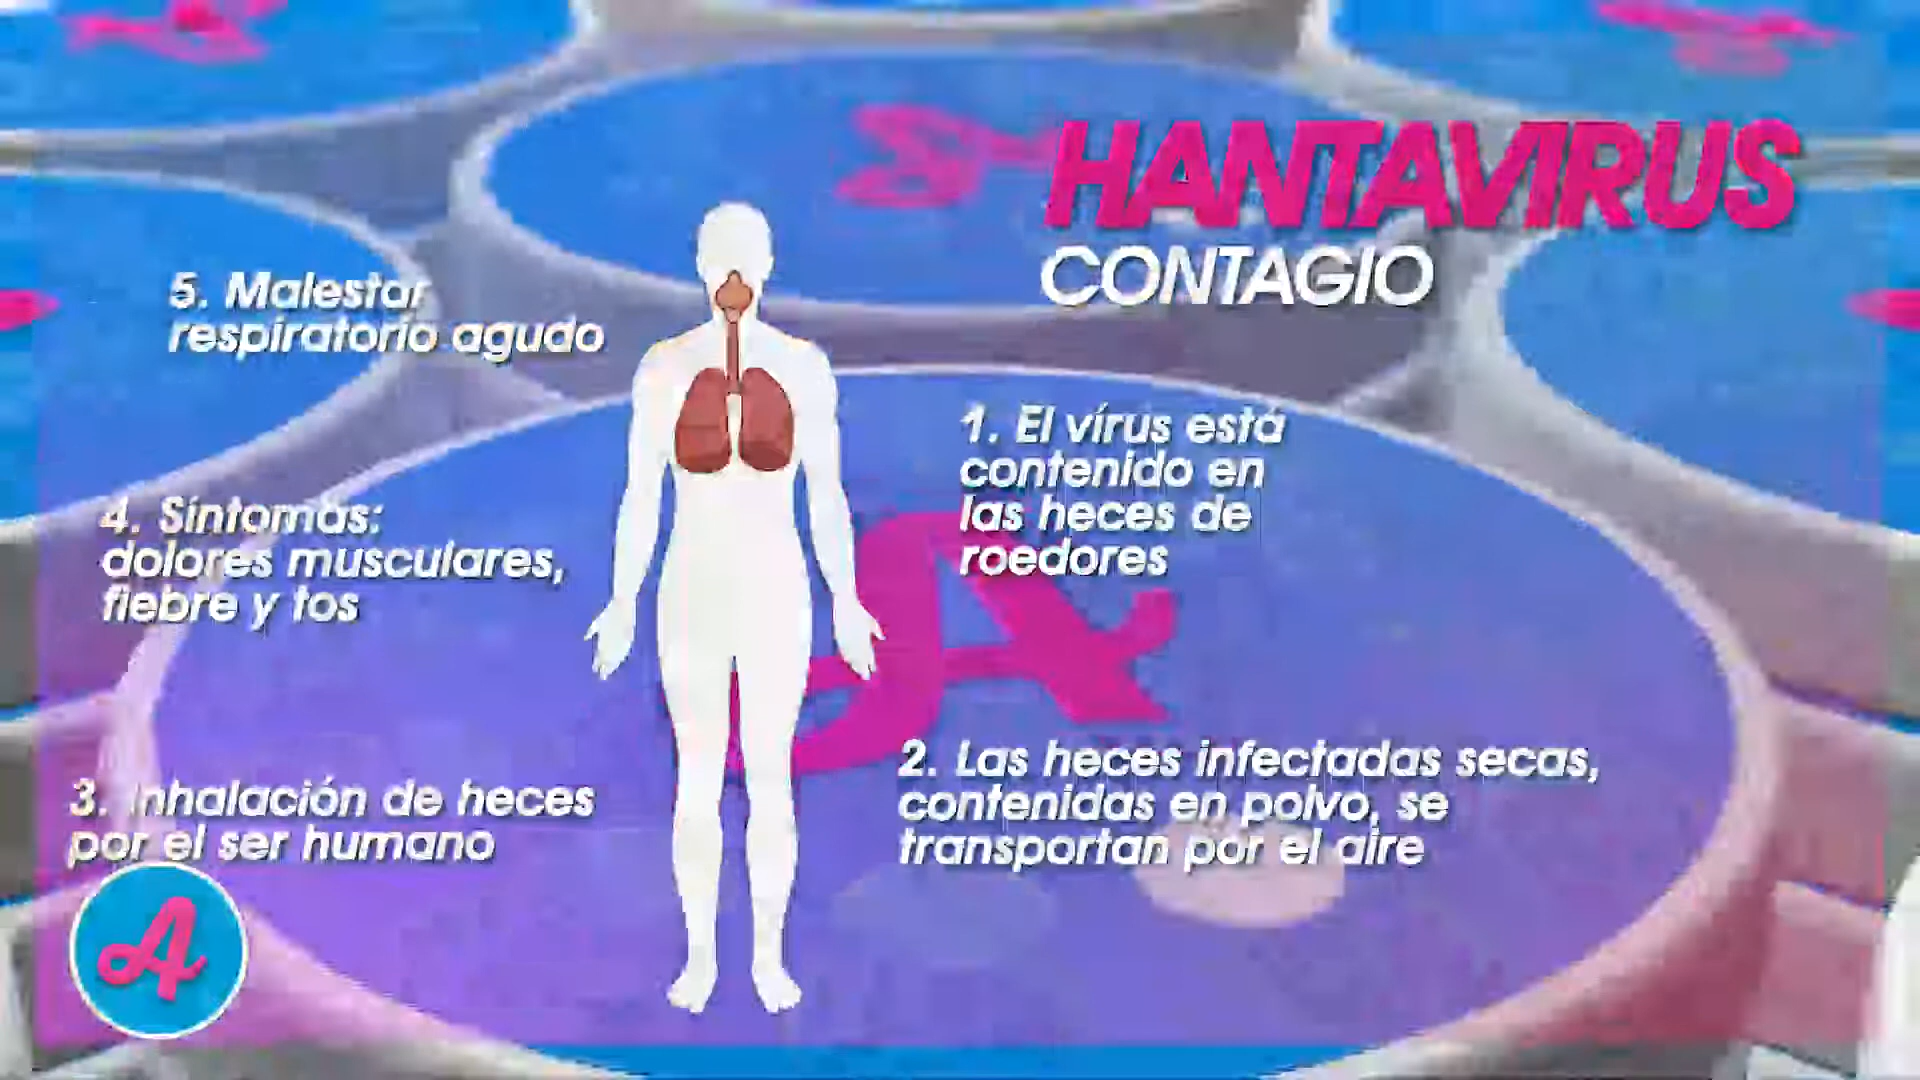 HANTAVIRUS
CONTAGIO
1. El vírus está
contenido en
las heces de
roedores
2. Las heces infectadas secas,
contenidas en polvo, se
transportan por el aire
3. Inhalación de heces
por el ser humano
4. Síntomas:
dolores musculares,
fiebre y tos
5. Malestar
respiratorio agudo
A